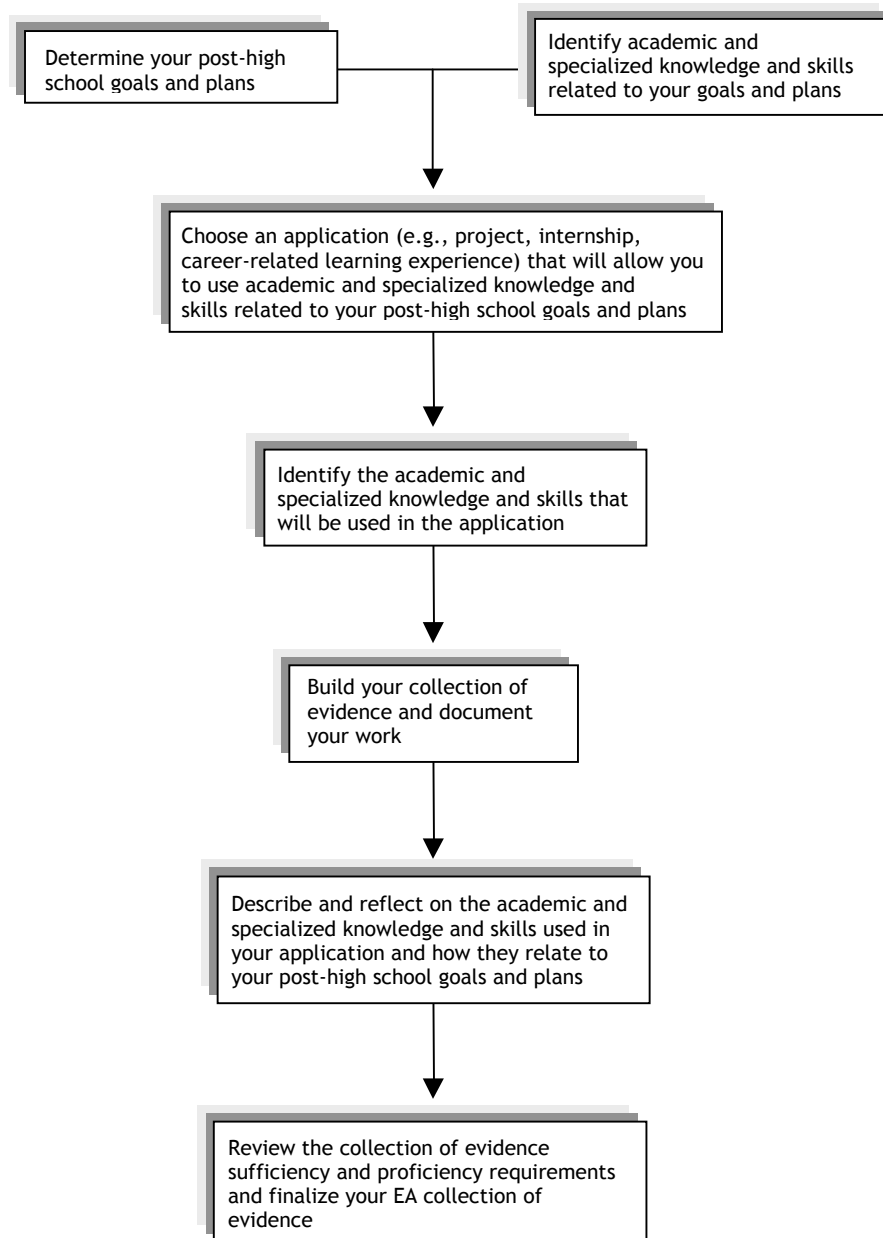 Determine your post-high
school goals and plans
Identify academic and
specialized knowledge and skills
related to your goals and plans
Choose an application (e.g., project, internship,
career-related learning experience) that will allow you
to use academic and specialized knowledge and
skills related to your post-high school goals and plans
Identify the academic and
specialized knowledge and skills that
will be used in the application
Build your collection of
evidence and document
your work
Describe and reflect on the academic and
specialized knowledge and skills used in
your application and how they relate to
your post-high school goals and plans
Review the collection of evidence
sufficiency and proficiency requirements
and finalize your EA collection of
evidence